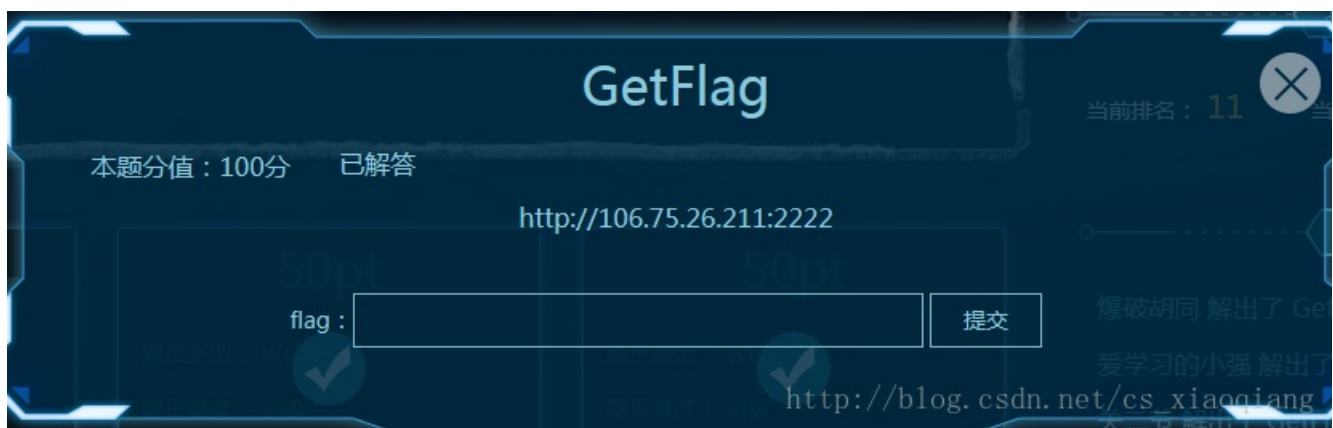 GetFlag
当前排名： 11 当
本题分值：100分 已解答
http://106.75.26.211:2222
50pt 50pt
flag： 提交
爆破胡同 解出了 Get
爱学习的小强 解出了
http://blog.csdn.net/cs_xiaoqiang